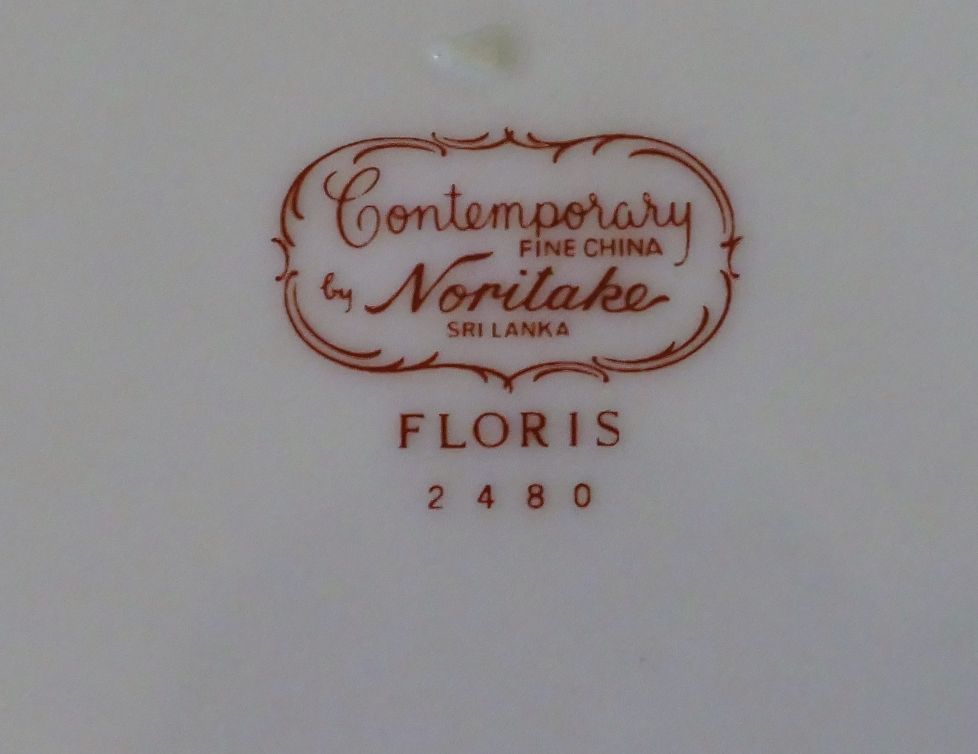 Contemporary
FINE CHINA
by Noritake
SRI LANKA
FLORIS
2480